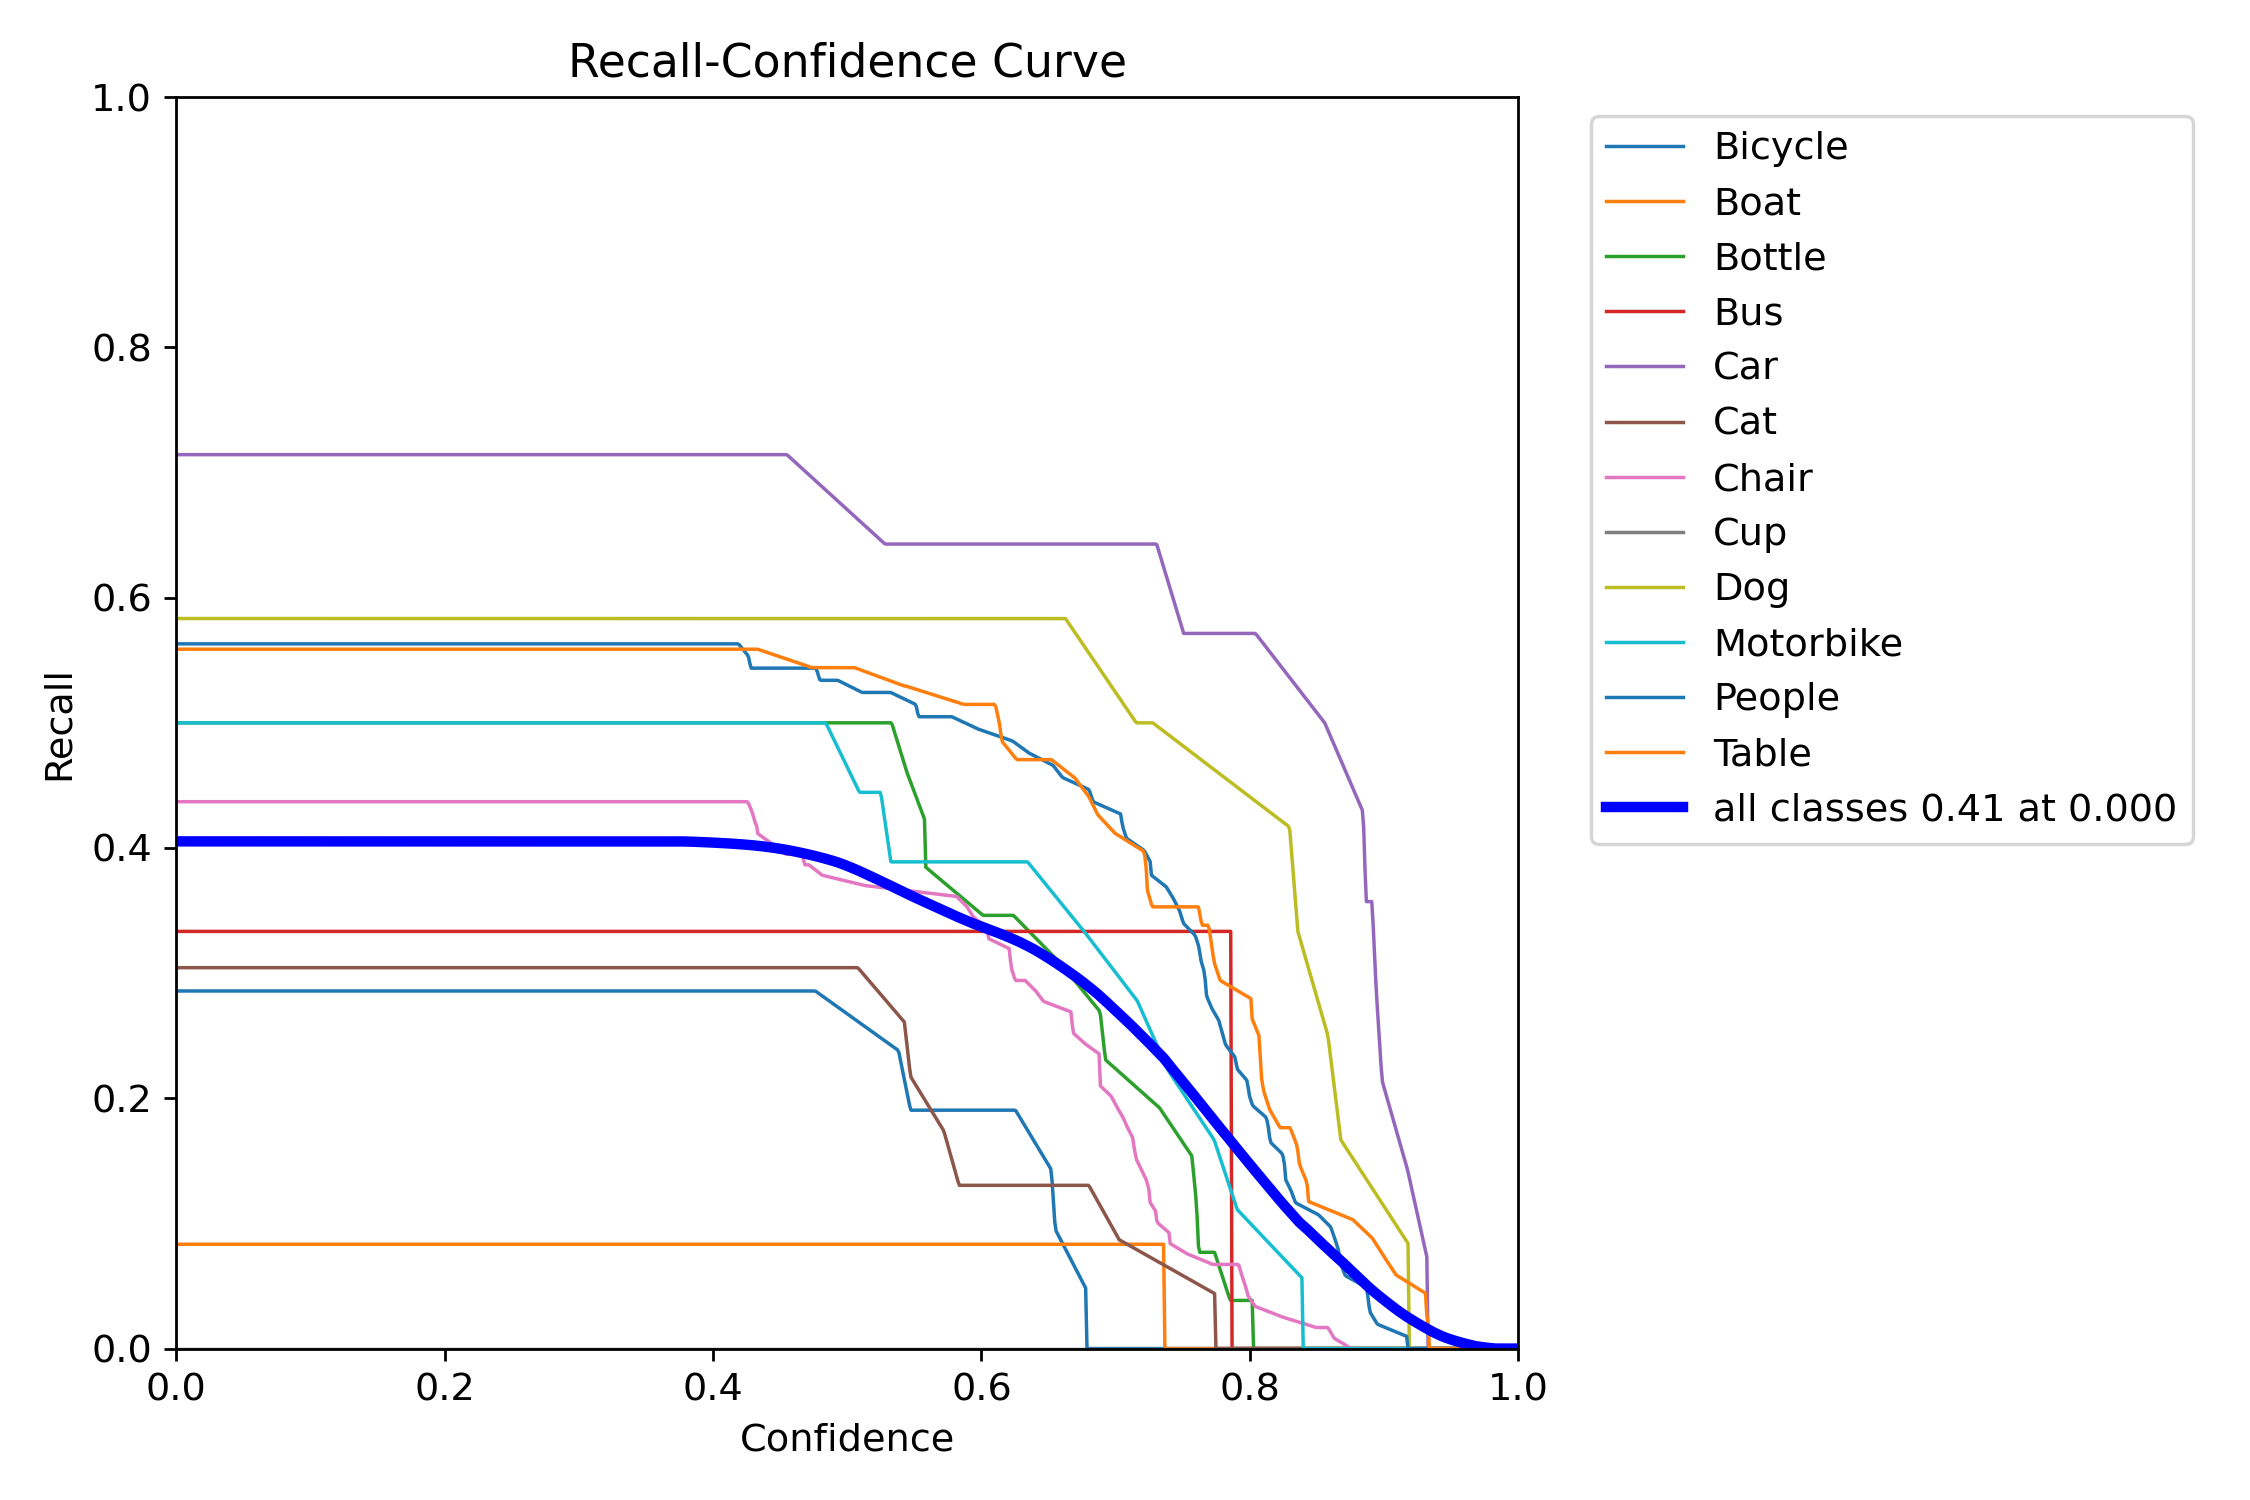 Recall-Confidence Curve
1.0
0.8
0.6
0.4
0.2
0.0
Recall
0.0 0.2 0.4 0.6 0.8 1.0
Confidence
Bicycle
Boat
Bottle
Bus
Car
Cat
Chair
Cup
Dog
Motorbike
People
Table
all classes 0.41 at 0.000